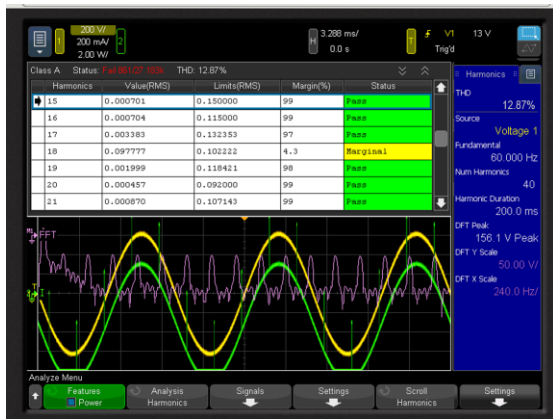 1
200 V/
200 mV/
2.00 W/
2
H
3.288 ms/
0.0 s
T
V1
13 V
Trig'd
Class A Status: THD: 12.87%
Harmonics Value(RMS) Limits(RMS) Margin(%) Status
15 0.000701 0.150000 99 Pass
16 0.000704 0.115000 99 Pass
17 0.003383 0.132353 97 Pass
18 0.097777 0.102222 4.3 Marginal
19 0.001999 0.118421 98 Pass
20 0.000457 0.092000 99 Pass
21 0.000870 0.107143 99 Pass
Harmonics
THD
12.87%
Source
Voltage 1
Fundamental
60.000 Hz
Num Harmonics
40
Harmonic Duration
200.0 ms
DFT Peak
156.1 V Peak
DFT Y Scale
50.00 V/
DFT X Scale
240.0 Hz/
FFT
Analyze Menu
Features
Power
Analysis
Harmonics
Signals
Settings
Scroll
Harmonics
Settings